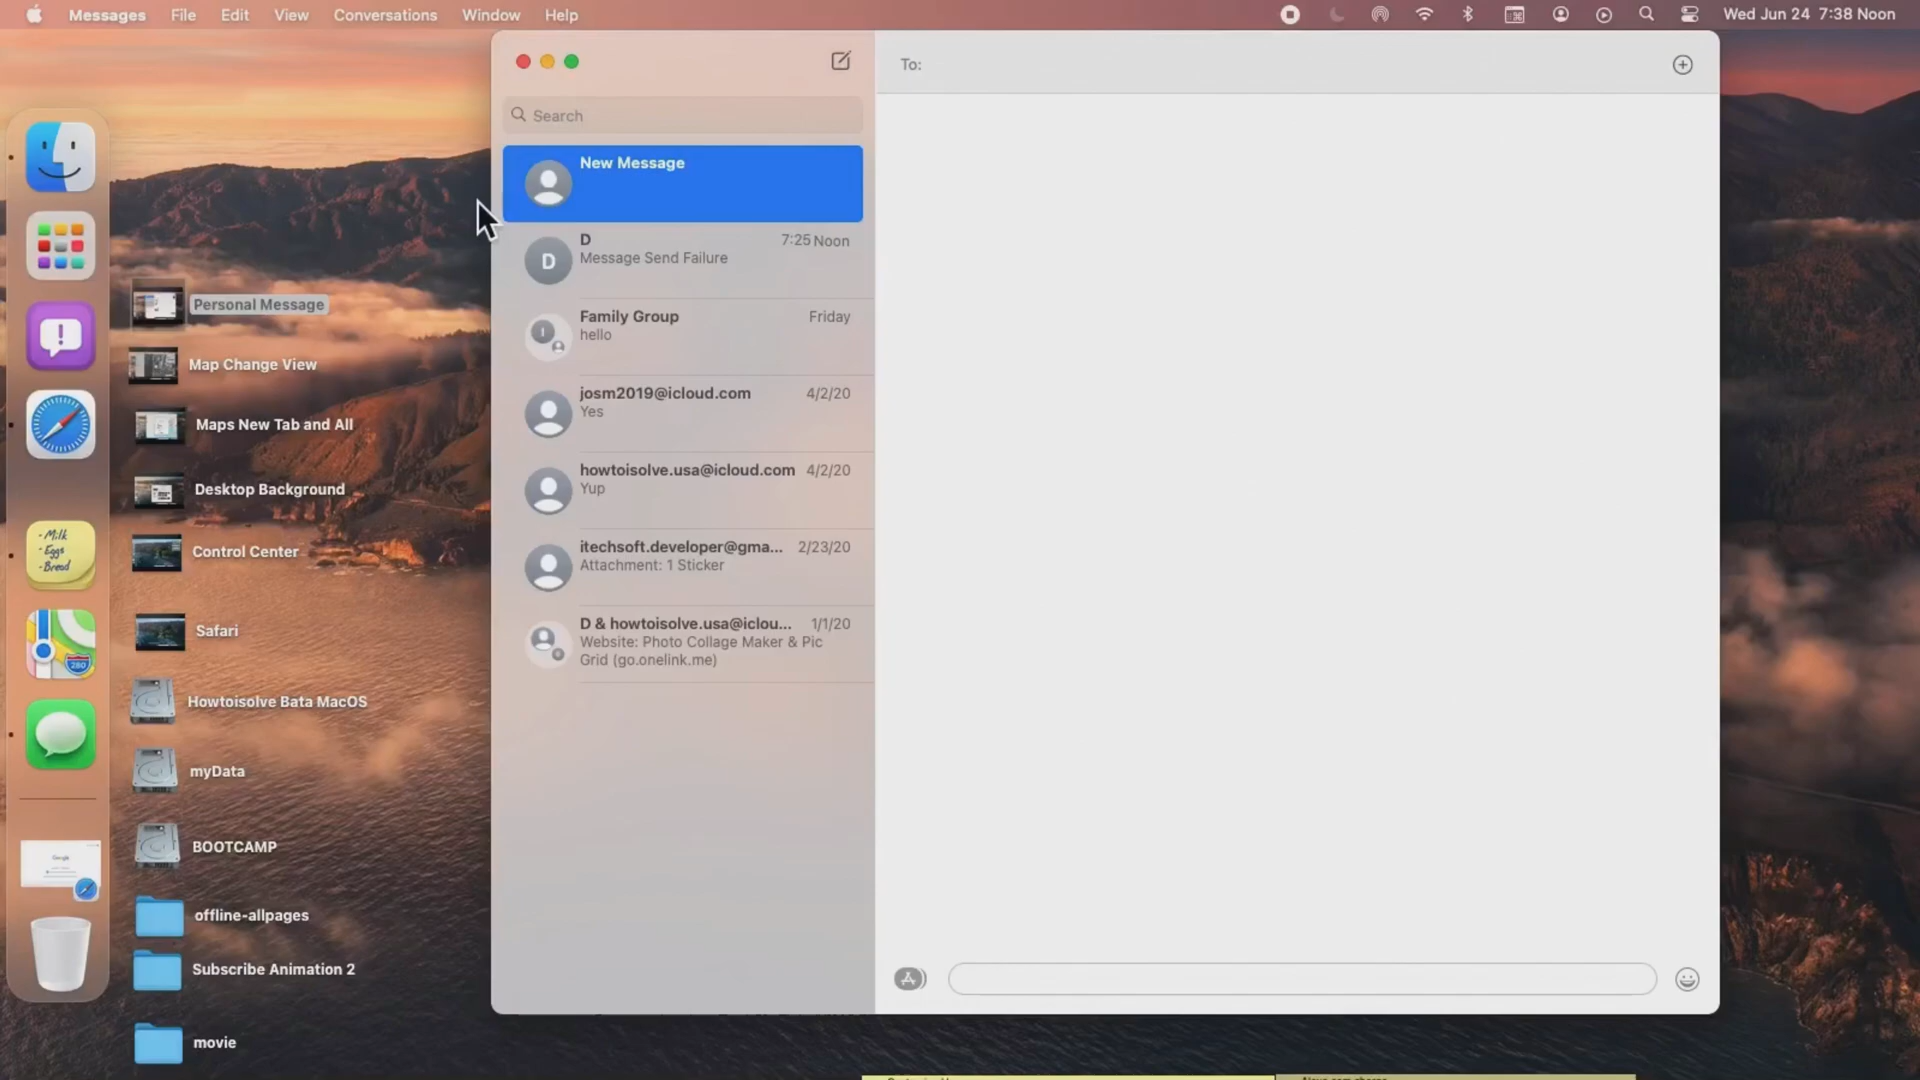 Messages File Edit View Conversations Window Help Wed Jun 24 7:38 Noon
To:
Search
New Message
D 7:25 Noon
Message Send Failure
Family Group Friday
hello
josm2019@icloud.com 4/2/20
Yes
howtoisolve.usa@icloud.com 4/2/20
Yup
itechsoft.developer@gma... 2/23/20
Attachment: 1 Sticker
D & howtoisolve.usa@iclou... 1/1/20
Website: Photo Collage Maker & Pic
Grid (go.onelink.me)
D
Personal Message
Map Change View
Maps New Tab and All
Desktop Background
Control Center
Safari
Howtoisolve Bata MacOS
myData
BOOTCAMP
offline-allpages
Subscribe Animation 2
movie
- Milk
- Eggs
- Bread
280
Google